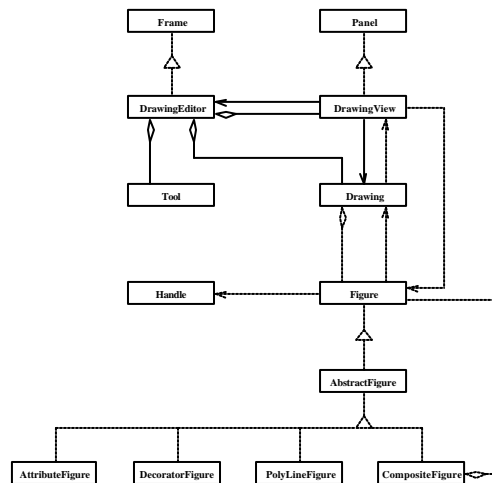 Frame
Panel
DrawingEditor
DrawingView
Tool
Drawing
Handle
Figure
AbstractFigure
AttributeFigure
DecoratorFigure
PolyLineFigure
CompositeFigure